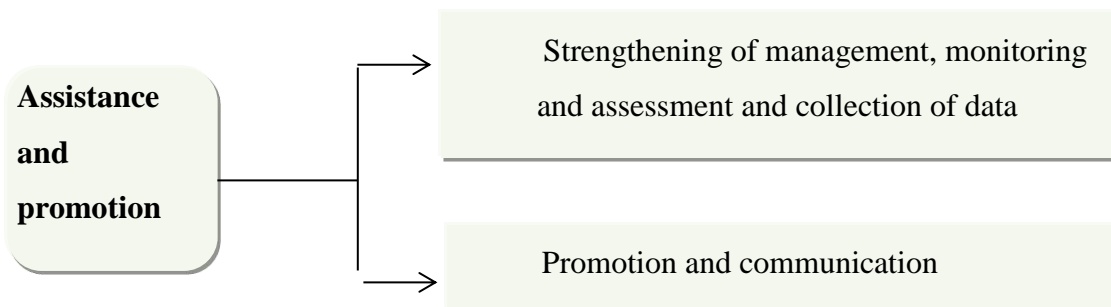 Assistance
and
promotion
Strengthening of management, monitoring
and assessment and collection of data
Promotion and communication